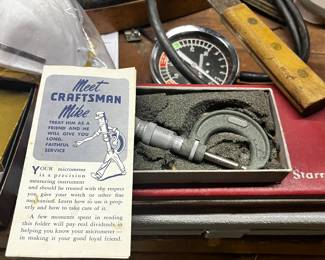 Meet
CRAFTSMAN
Mike
TREAT HIM AS A
FRIEND AND HE
WILL GIVE YOU
LONG,
FAITHFUL
SERVICE
YOUR micrometer
is a precision
measuring instrument
and should be treated with the respect
you give your watch or other fine
mechanism. Learn how to use it prop-
erly and how to take care of it.
A few moments spent in reading
this folder will pay real dividends in
helping you know your micrometer —
in making it your good loyal friend.
Starr